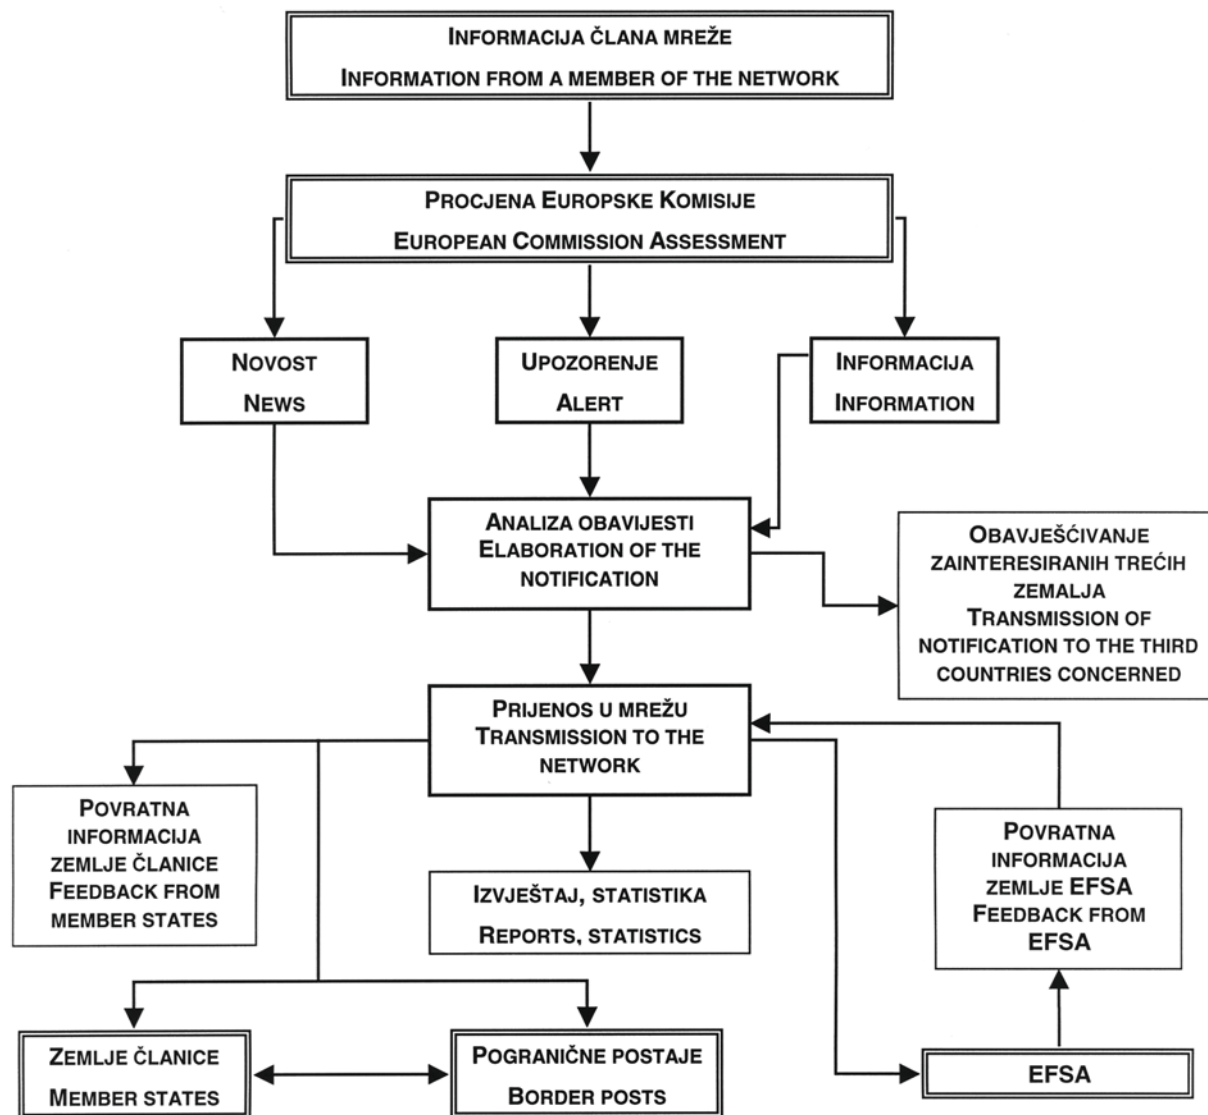 INFORMACIJA ČLANA MREŽE
INFORMATION FROM A MEMBER OF THE NETWORK
PROCJENA EUROPSKE KOMISIJE
EUROPEAN COMMISSION ASSESSMENT
NOVOST
NEWS
UPOZORENJE
ALERT
INFORMACIJA
INFORMATION
ANALIZA OBAVIJESTI
ELABORATION OF THE
NOTIFICATION
OBAVJEŠĆIVANJE
ZAINTERESIRANIH TREĆIH
ZEMALJA
TRANSMISSION OF
NOTIFICATION TO THE THIRD
COUNTRIES CONCERNED
PRIJENOS U MREŽU
TRANSMISSION TO THE
NETWORK
POVRATNA
INFORMACIJA
ZEMLJE ČLANICE
FEEDBACK FROM
MEMBER STATES
IZVJEŠTAJ, STATISTIKA
REPORTS, STATISTICS
POVRATNA
INFORMACIJA
ZEMLJE EFSA
FEEDBACK FROM
EFSA
ZEMLJE ČLANICE
MEMBER STATES
POGRANIČNE POSTAJE
BORDER POSTS
EFSA